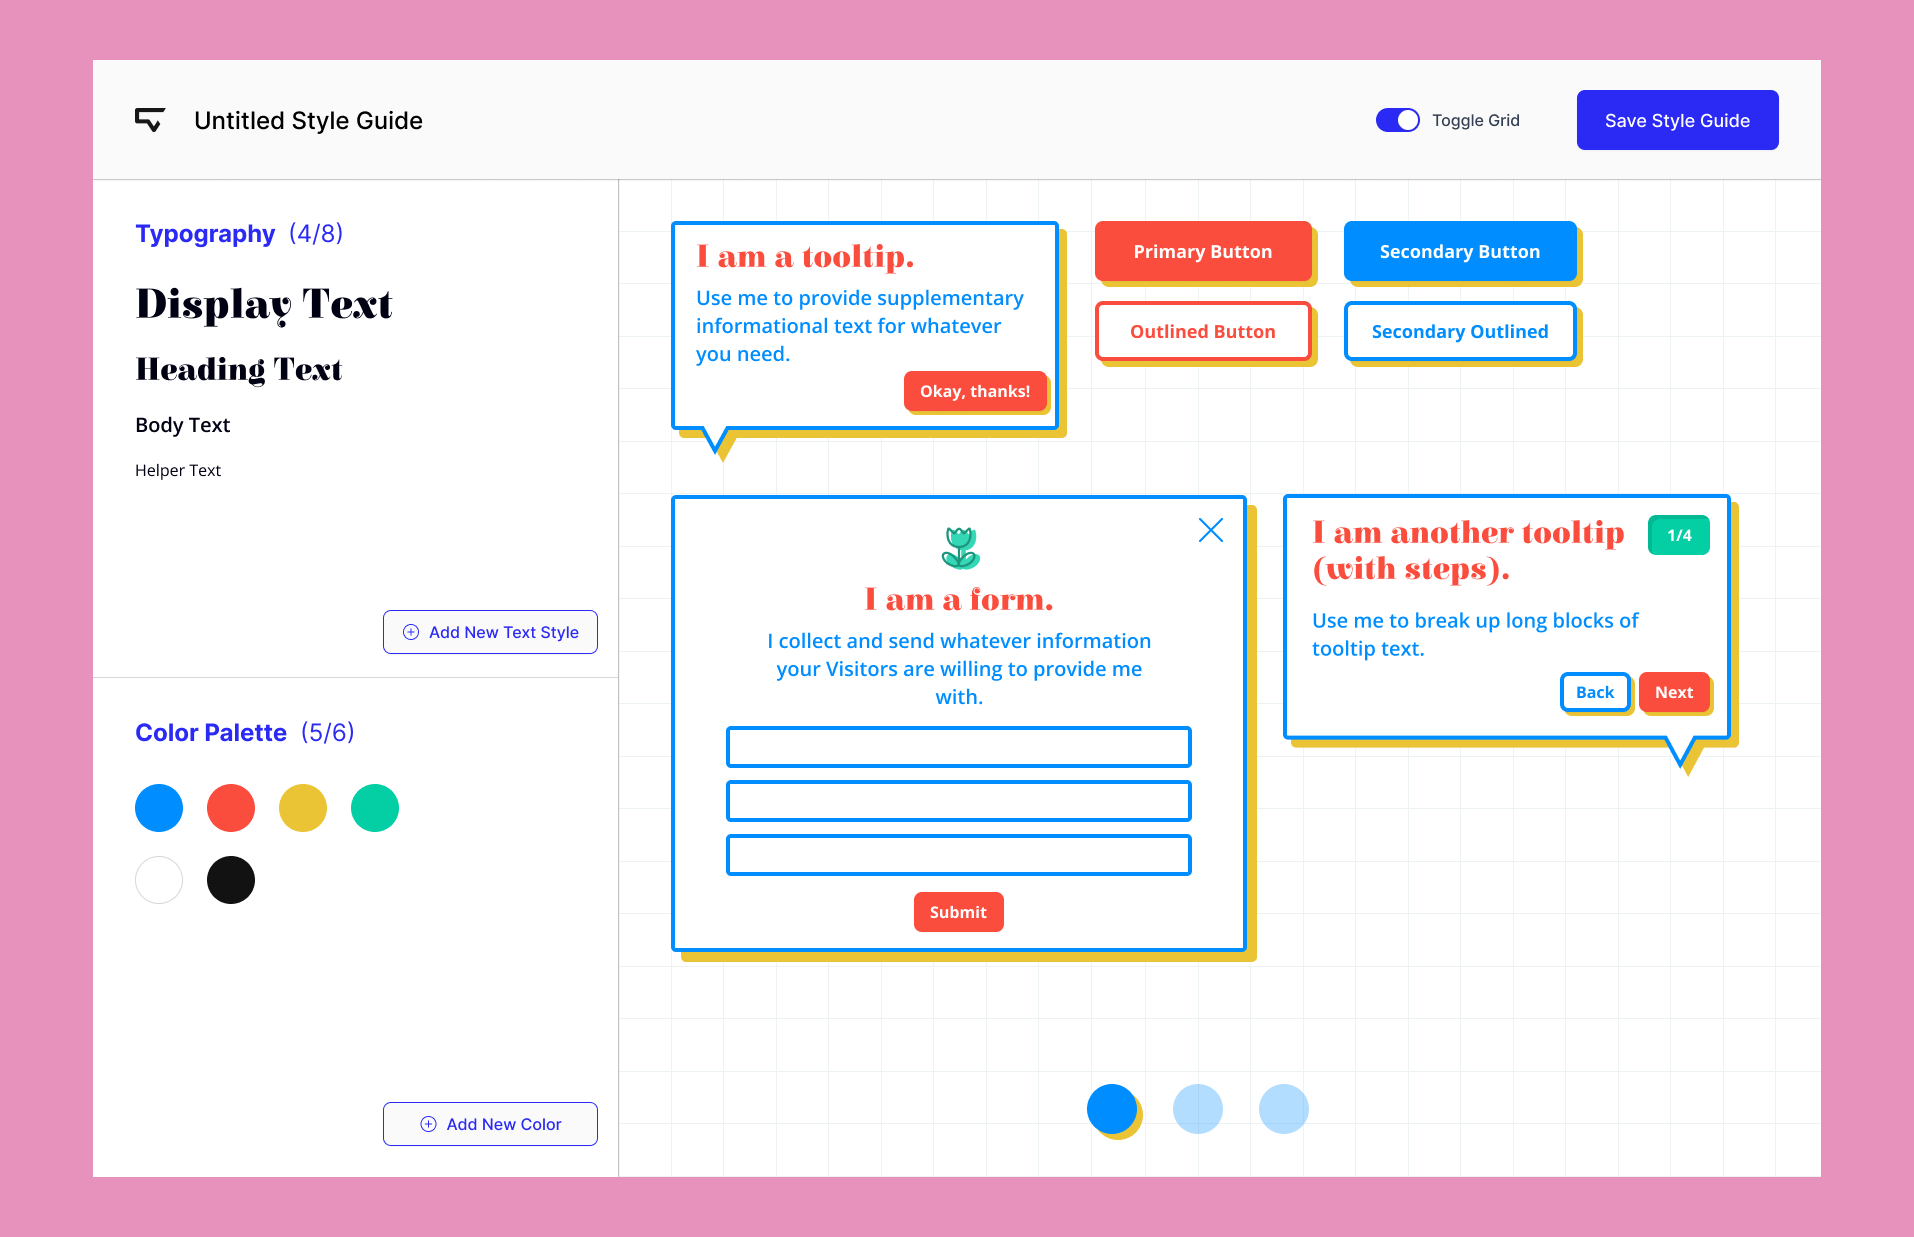 Untitled Style Guide
Toggle Grid
Save Style Guide
Typography (4/8)
Display Text
Heading Text
Body Text
Helper Text
Add New Text Style
Color Palette (5/6)
Add New Color
I am a tooltip.
Use me to provide supplementary
informational text for whatever
you need.
Okay, thanks!
Primary Button
Secondary Button
Outlined Button
Secondary Outlined
I am a form.
I collect and send whatever information
your Visitors are willing to provide me
with.
Submit
I am another tooltip
(with steps).
1/4
Use me to break up long blocks of
tooltip text.
Back
Next